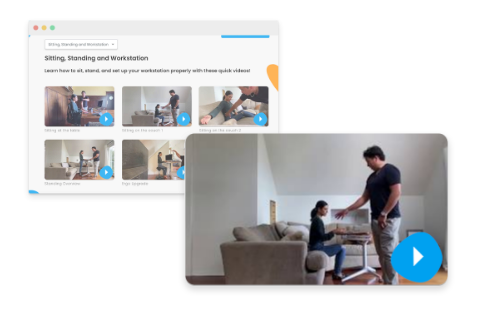 Sitting, Standing and Workstation
Sitting, Standing and Workstation
Learn how to sit, stand, and set up your workstation properly with these quick videos!
Sitting at the Desk
Sitting on the Couch 1
Sitting on the Couch 2
Standing Overview
Ergo Upgrades